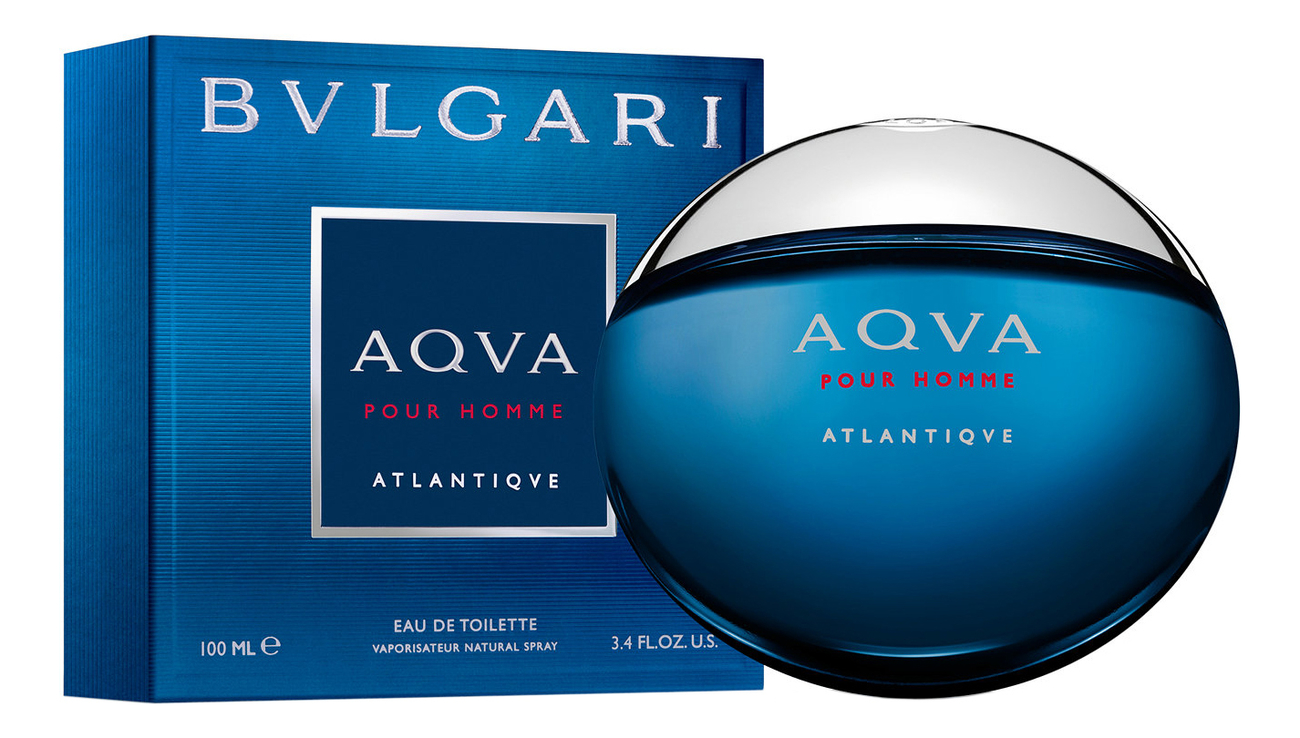 BVLGARI
AQVA
POUR HOMME
ATLANTIQVE
EAU DE TOILETTE
100 ML ℮
VAPORISATEUR NATURAL SPRAY
3.4 FL.OZ. U.S.
AQVA
POUR HOMME
ATLANTIQVE